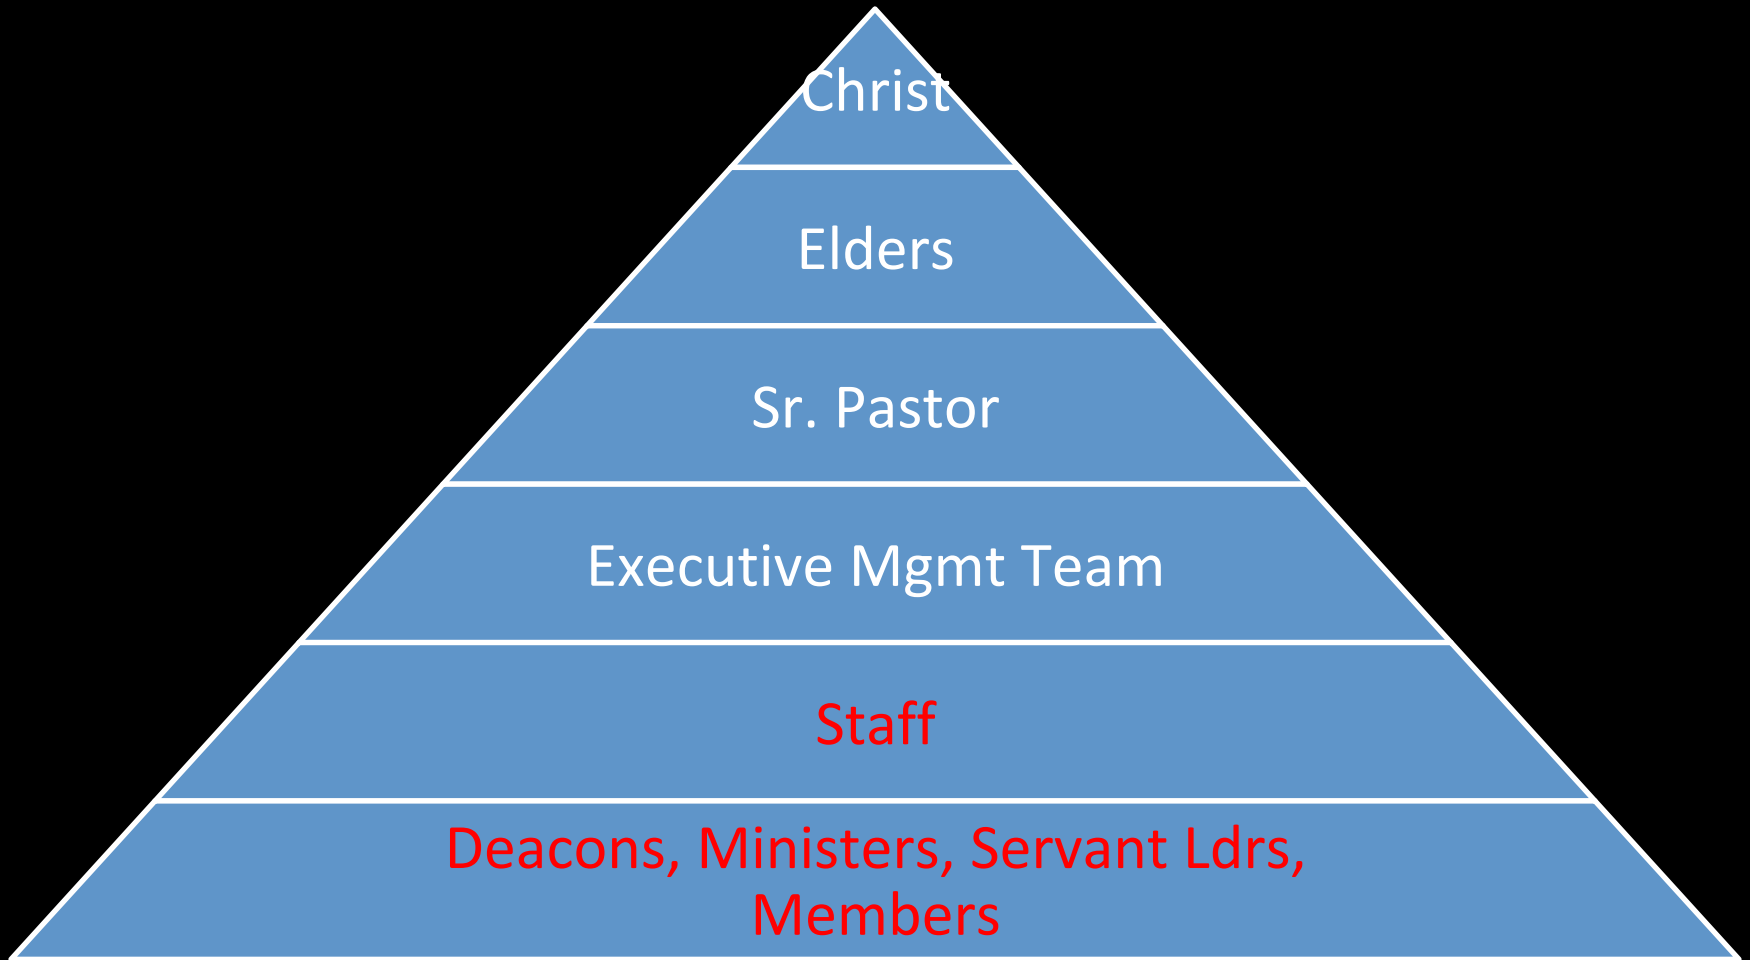 Christ
Elders
Sr. Pastor
Executive Mgmt Team
Staff
Deacons, Ministers, Servant Ldrs,
Members